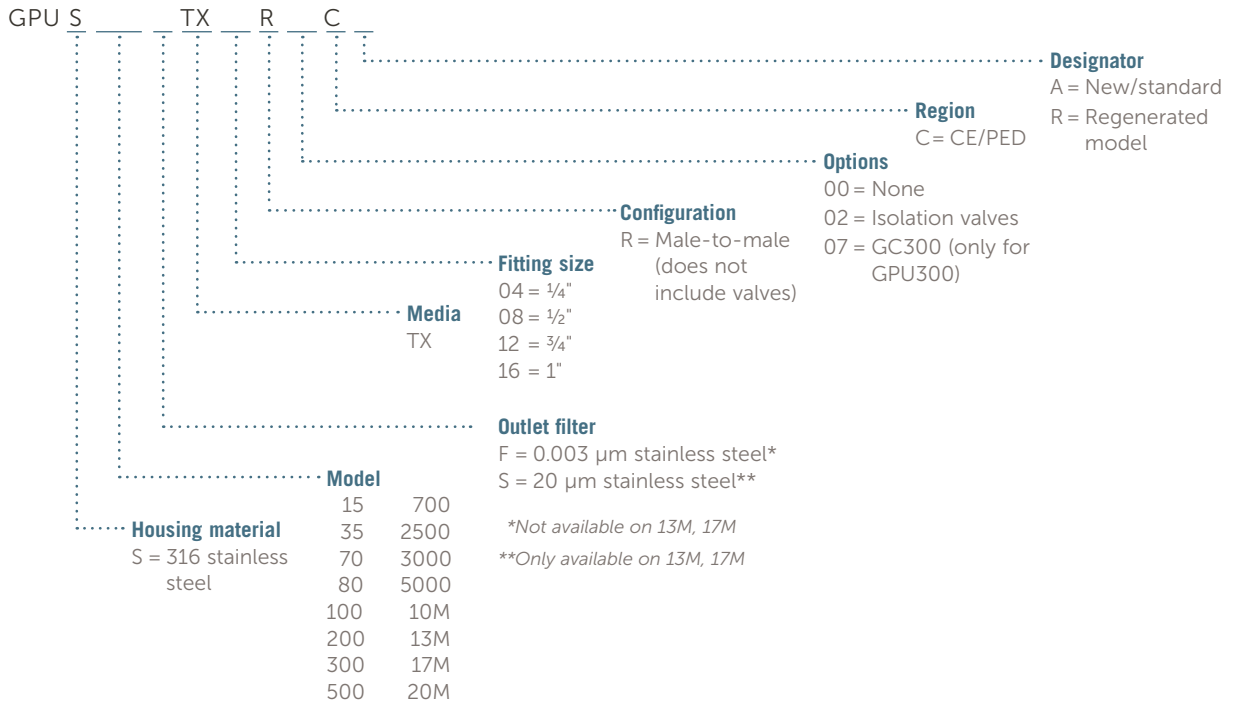 GPU S TX R C
Designator
A = New/standard
R = Regenerated
model
Region
C= CE/PED
Options
00 = None
02 = Isolation valves
07 = GC300 (only for
GPU300)
Configuration
R = Male-to-male
(does not
include valves)
Fitting size
04 = ¼"
08 = ½"
12 = ¾"
16 = 1"
Media
TX
Outlet filter
F = 0.003 µm stainless steel*
S = 20 µm stainless steel**
*Not available on 13M, 17M
**Only available on 13M, 17M
Model
15 700
35 2500
70 3000
80 5000
100 10M
200 13M
300 17M
500 20M
Housing material
S = 316 stainless
steel